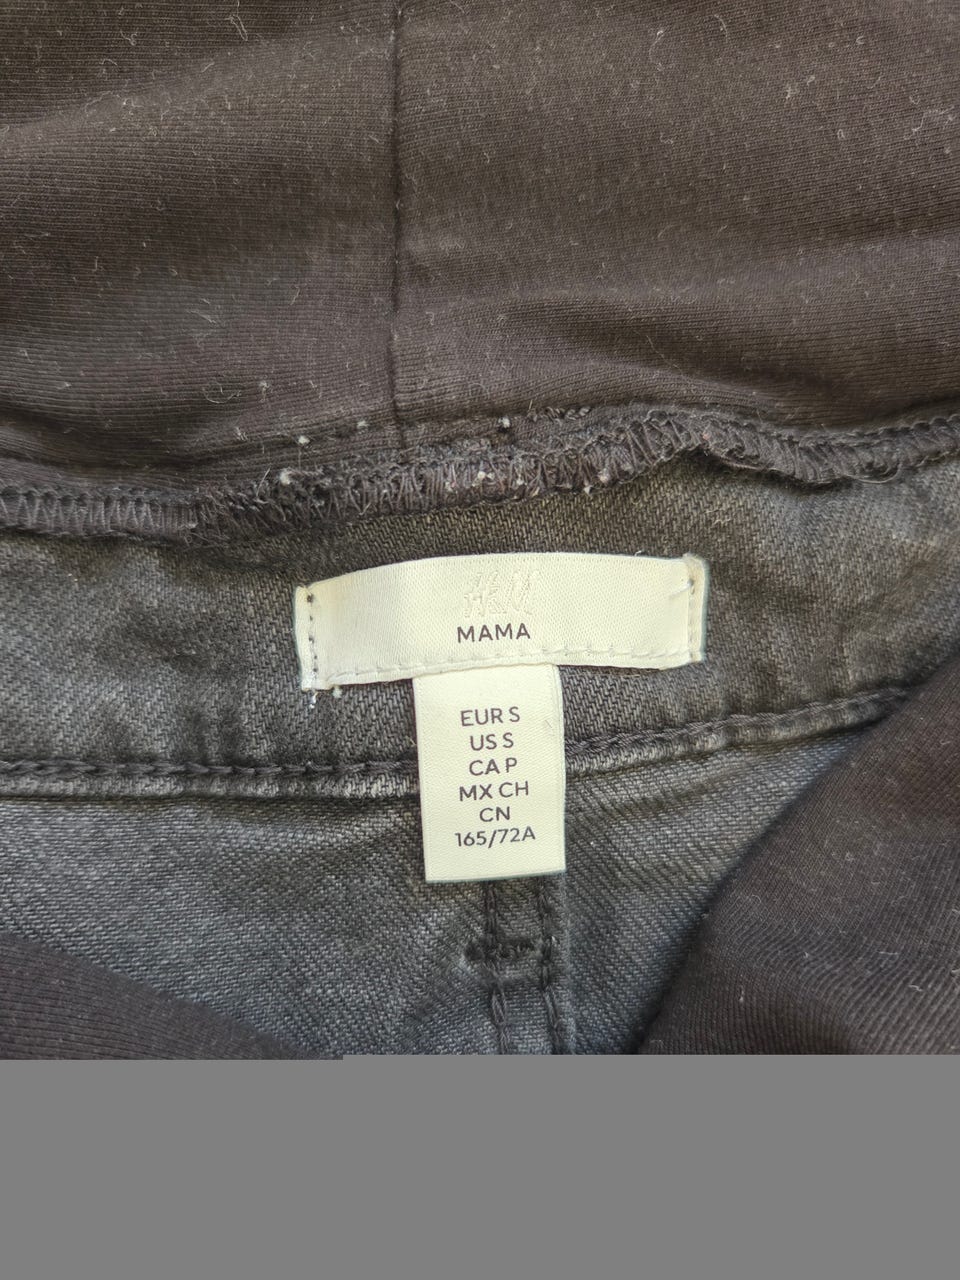 H&M
MAMA
EUR S
US S
CA P
MX CH
CN
165/72A